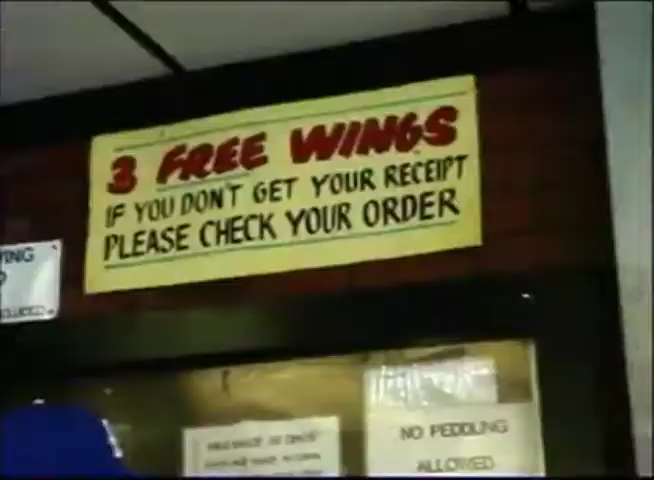 3 FREE WINGS
IF YOU DON'T GET YOUR RECEIPT
PLEASE CHECK YOUR ORDER
NO PEDDLING
ALLOWED